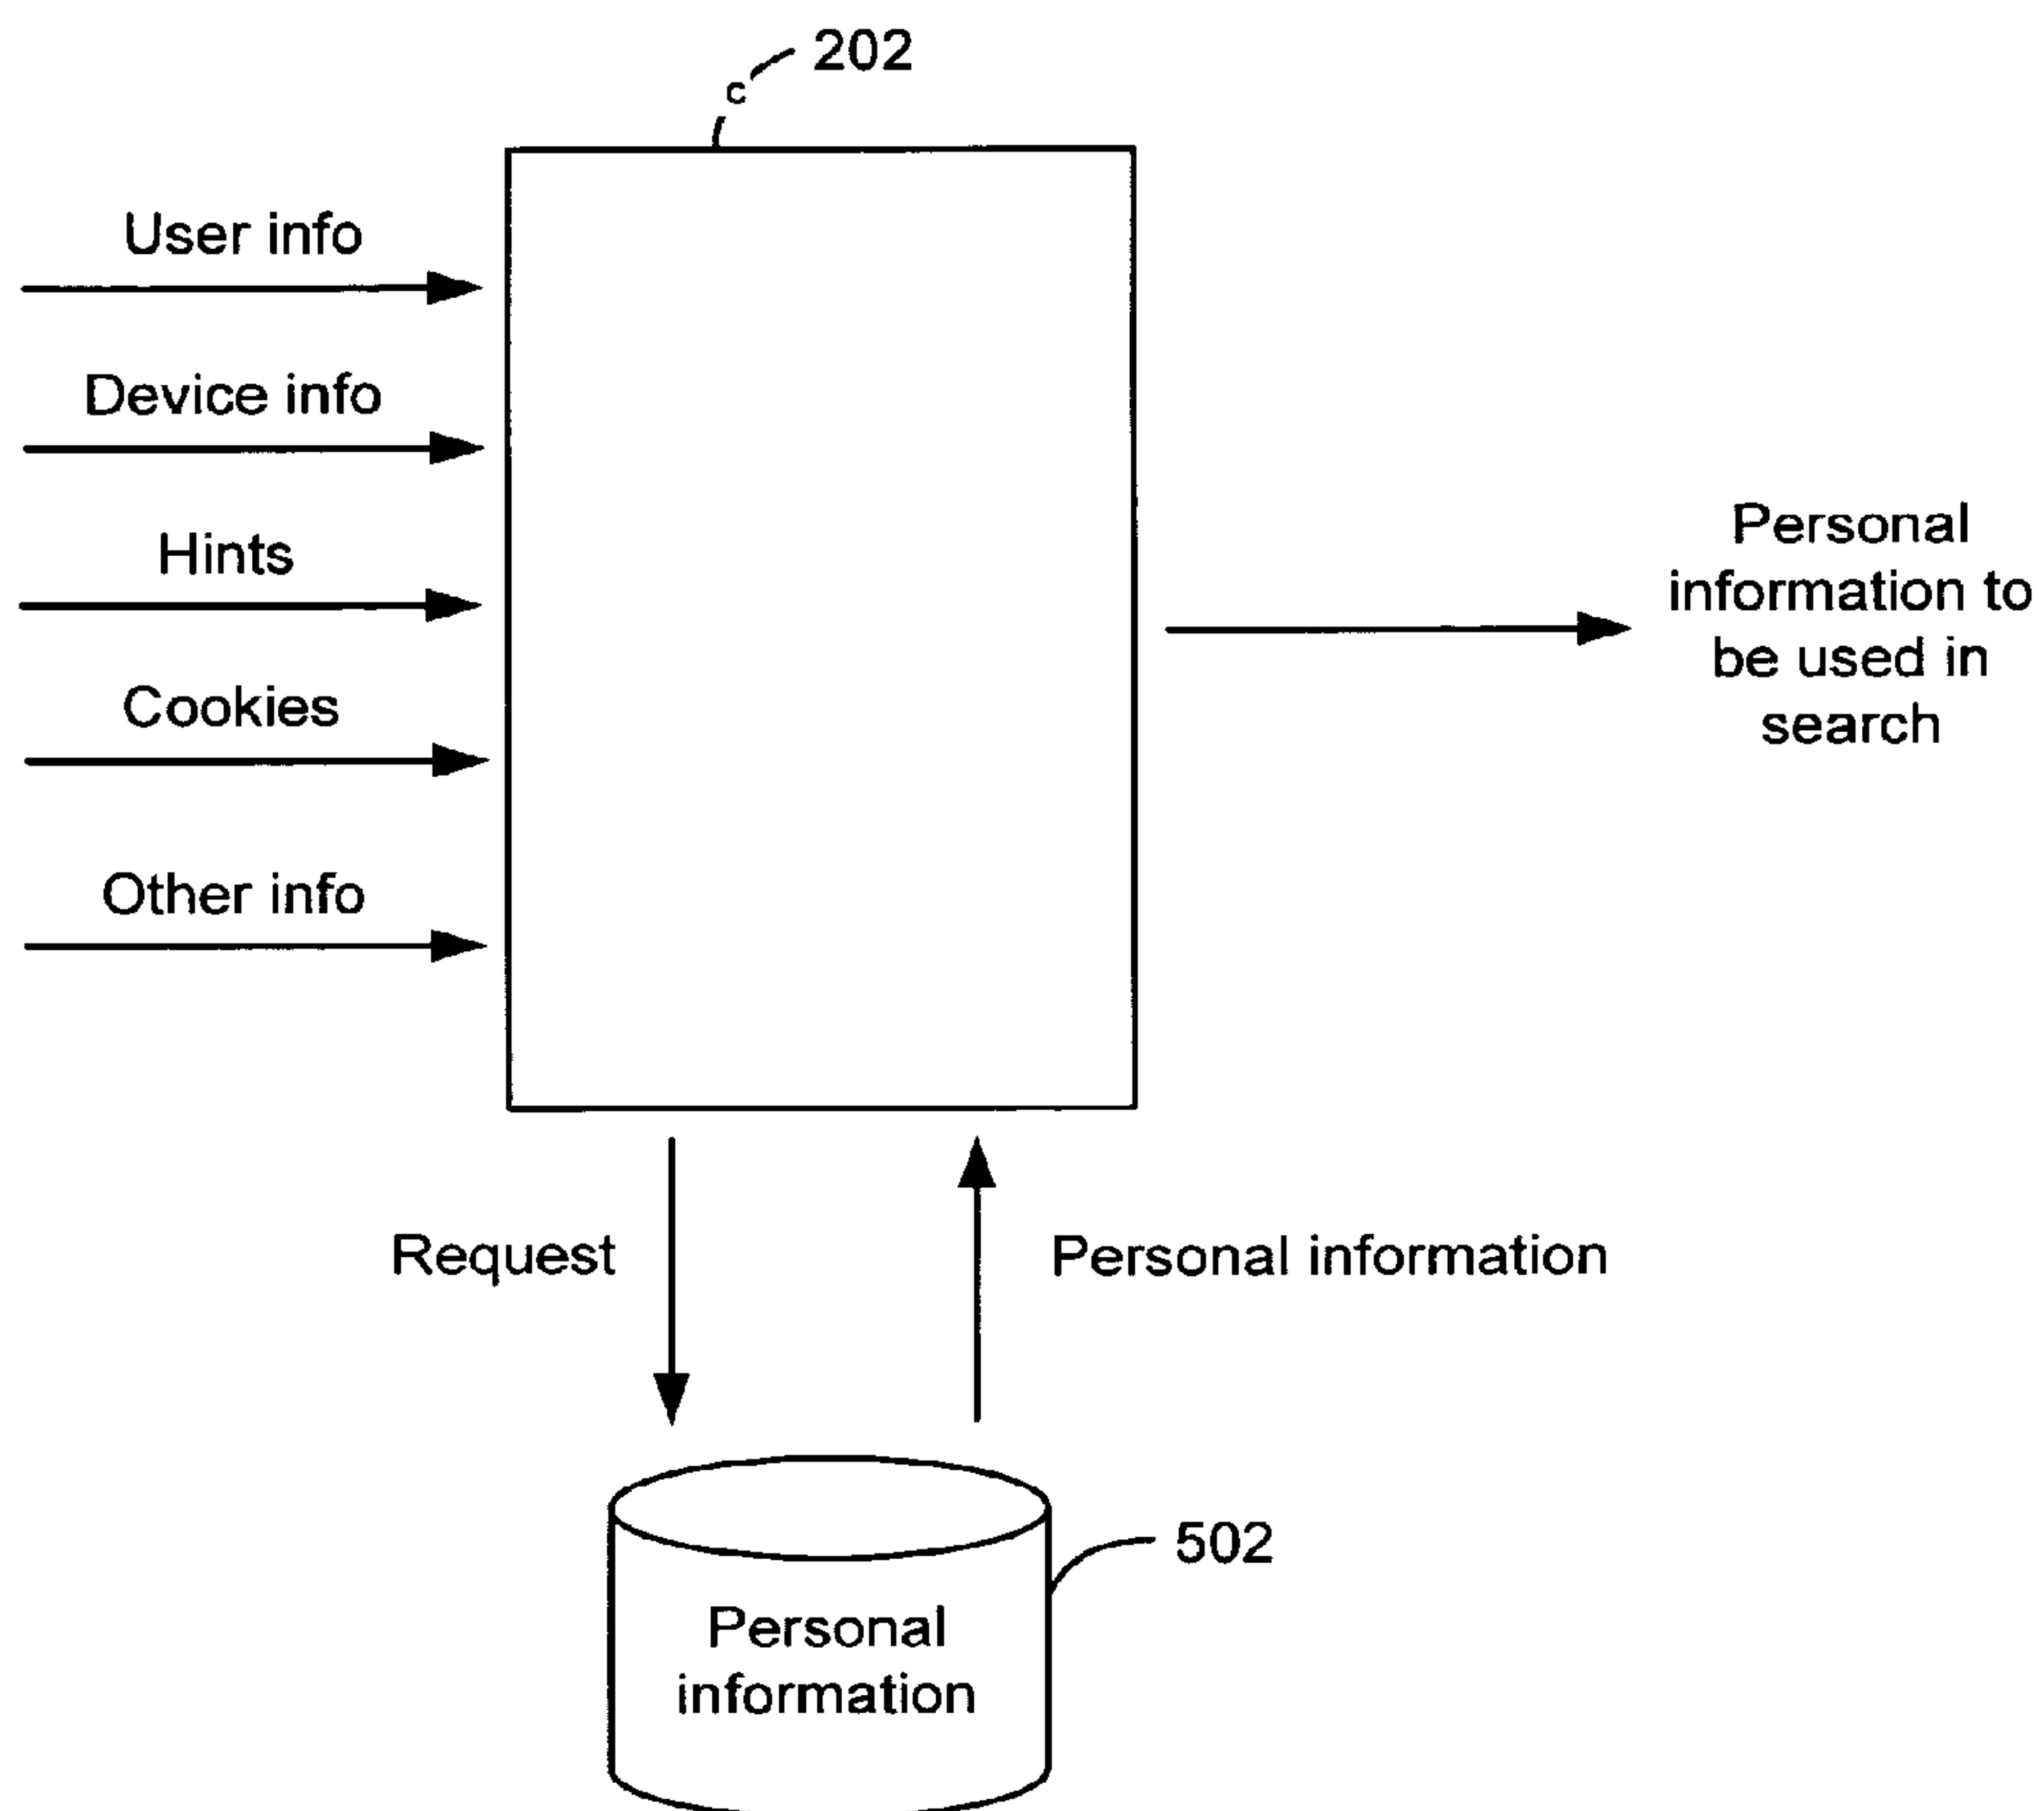 202
c
User info
Device info
Hints
Cookies
Other info
Personal
information to
be used in
search
Request
Personal information
502
Personal
information